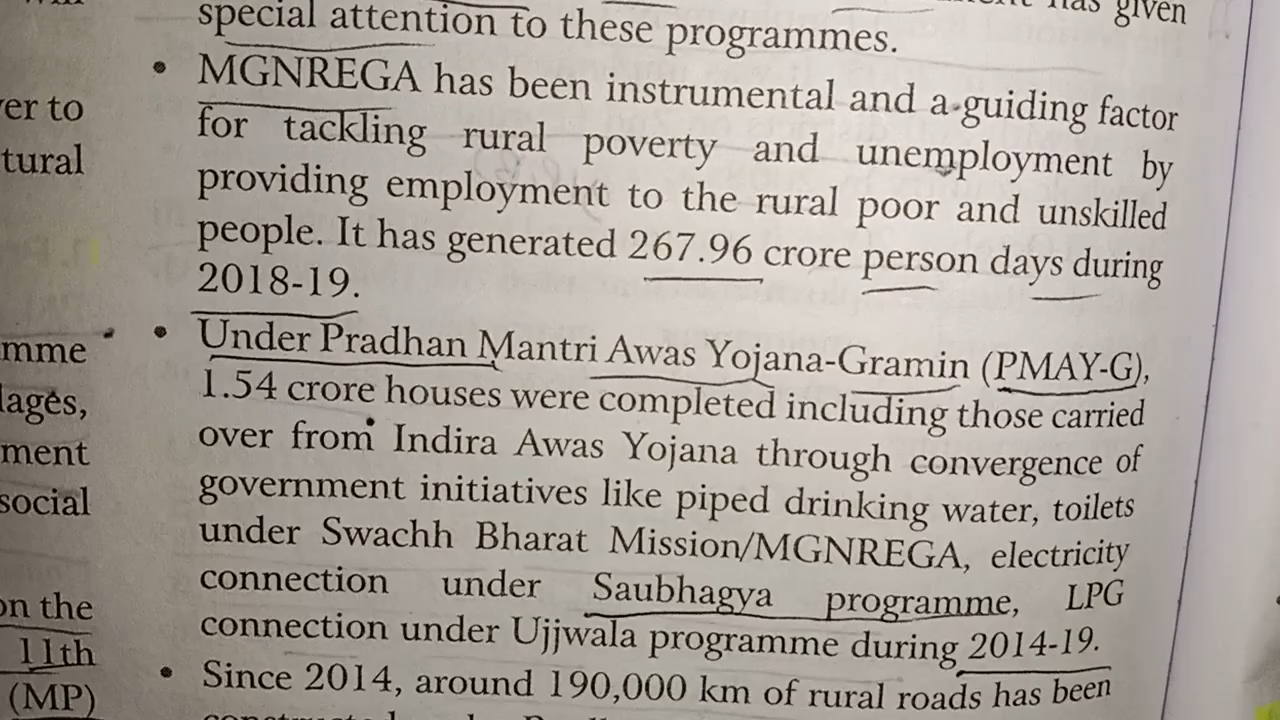 has given
special attention to these programmes.
• MGNREGA has been instrumental and a guiding factor
for tackling rural poverty and unemployment by
providing employment to the rural poor and unskilled
people. It has generated 267.96 crore person days during
2018-19.
• Under Pradhan Mantri Awas Yojana-Gramin (PMAY-G),
1.54 crore houses were completed including those carried
over from Indira Awas Yojana through convergence of
government initiatives like piped drinking water, toilets
under Swachh Bharat Mission/MGNREGA, electricity
connection under Saubhagya programme, LPG
connection under Ujjwala programme during 2014-19.
• Since 2014, around 190,000 km of rural roads has been
er to
tural
mme
lages,
ment
social
on the
11th
(MP)